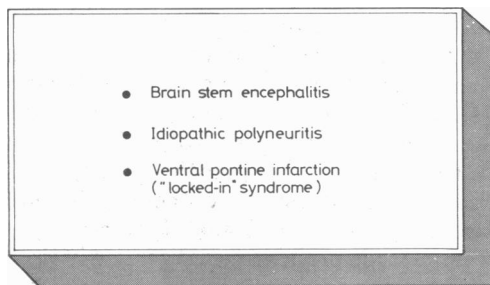 • Brain stem encephalitis
• Idiopathic polyneuritis
• Ventral pontine infarction
("locked-in" syndrome)